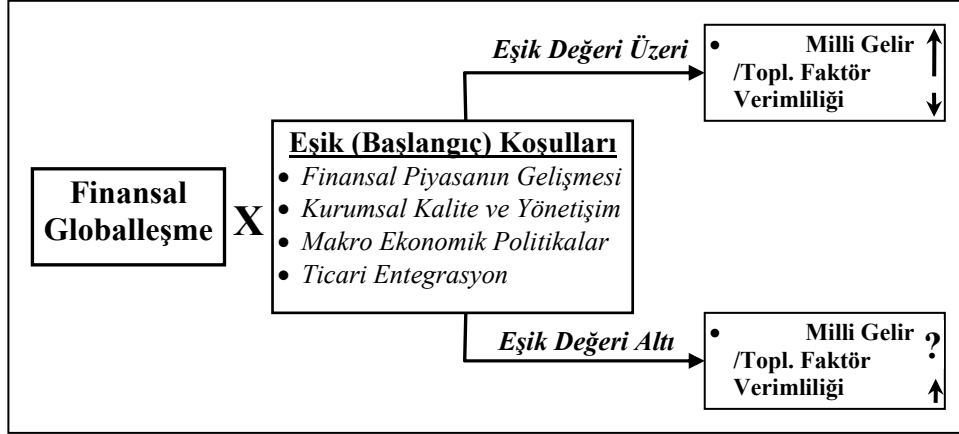 Eşik Değeri Üzeri
• Milli Gelir
/Topl. Faktör
Verimliliği
Finansal
Globalleşme
X
Eşik (Başlangıç) Koşulları
• Finansal Piyasanın Gelişmesi
• Kurumsal Kalite ve Yönetişim
• Makro Ekonomik Politikalar
• Ticari Entegrasyon
Eşik Değeri Altı
• Milli Gelir ?
/Topl. Faktör
Verimliliği